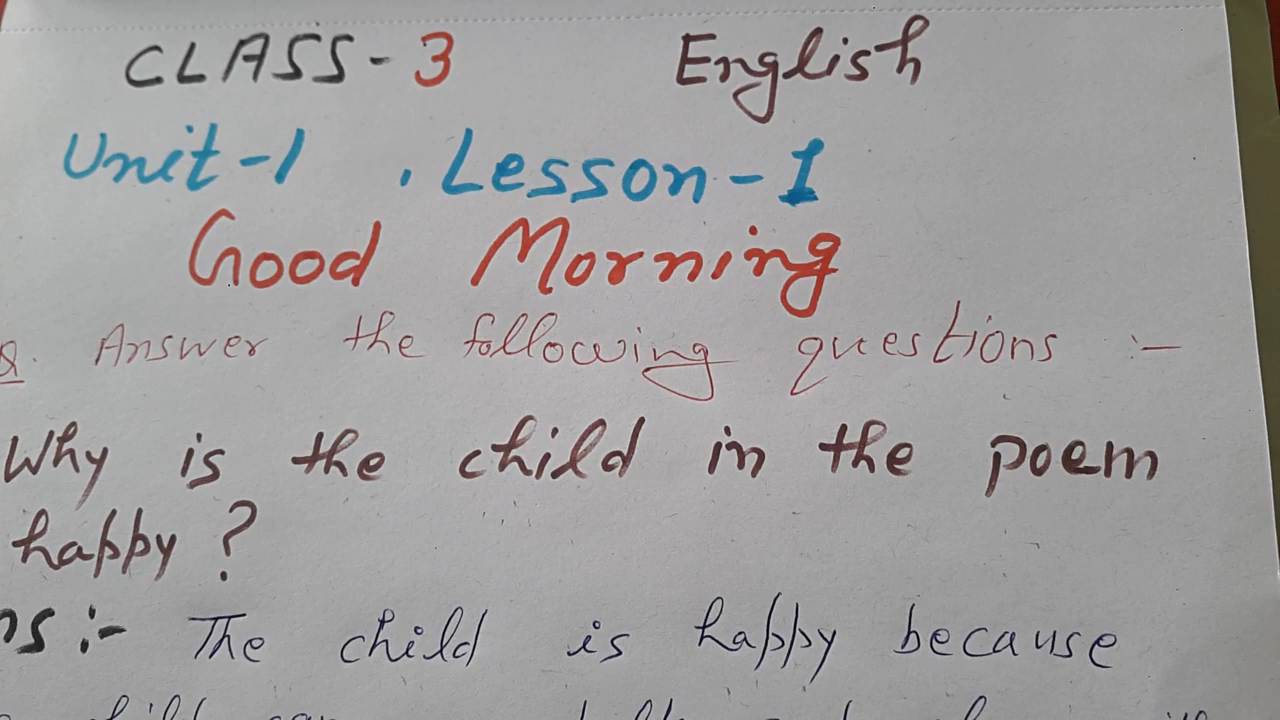 CLASS-3 English
Unit-1 . Lesson-1
Good Morning
Q. Answer the following questions :-
Why is the child in the poem
happy ?
ns :- The child is happy because